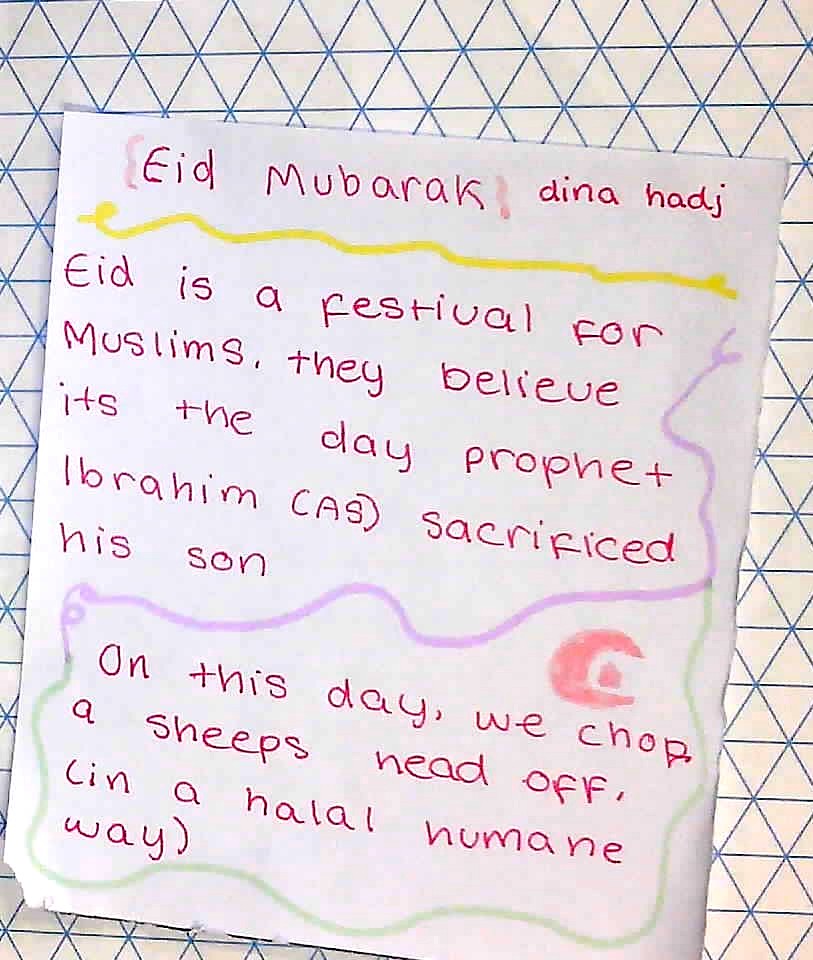 {Eid Mubarak} dina hadj
Eid is a festival for
Muslims. they believe
its the day prophet
Ibrahim (AS) sacrificed
his son
On this day, we chop
a sheeps head off.
(in a halal humane
way)